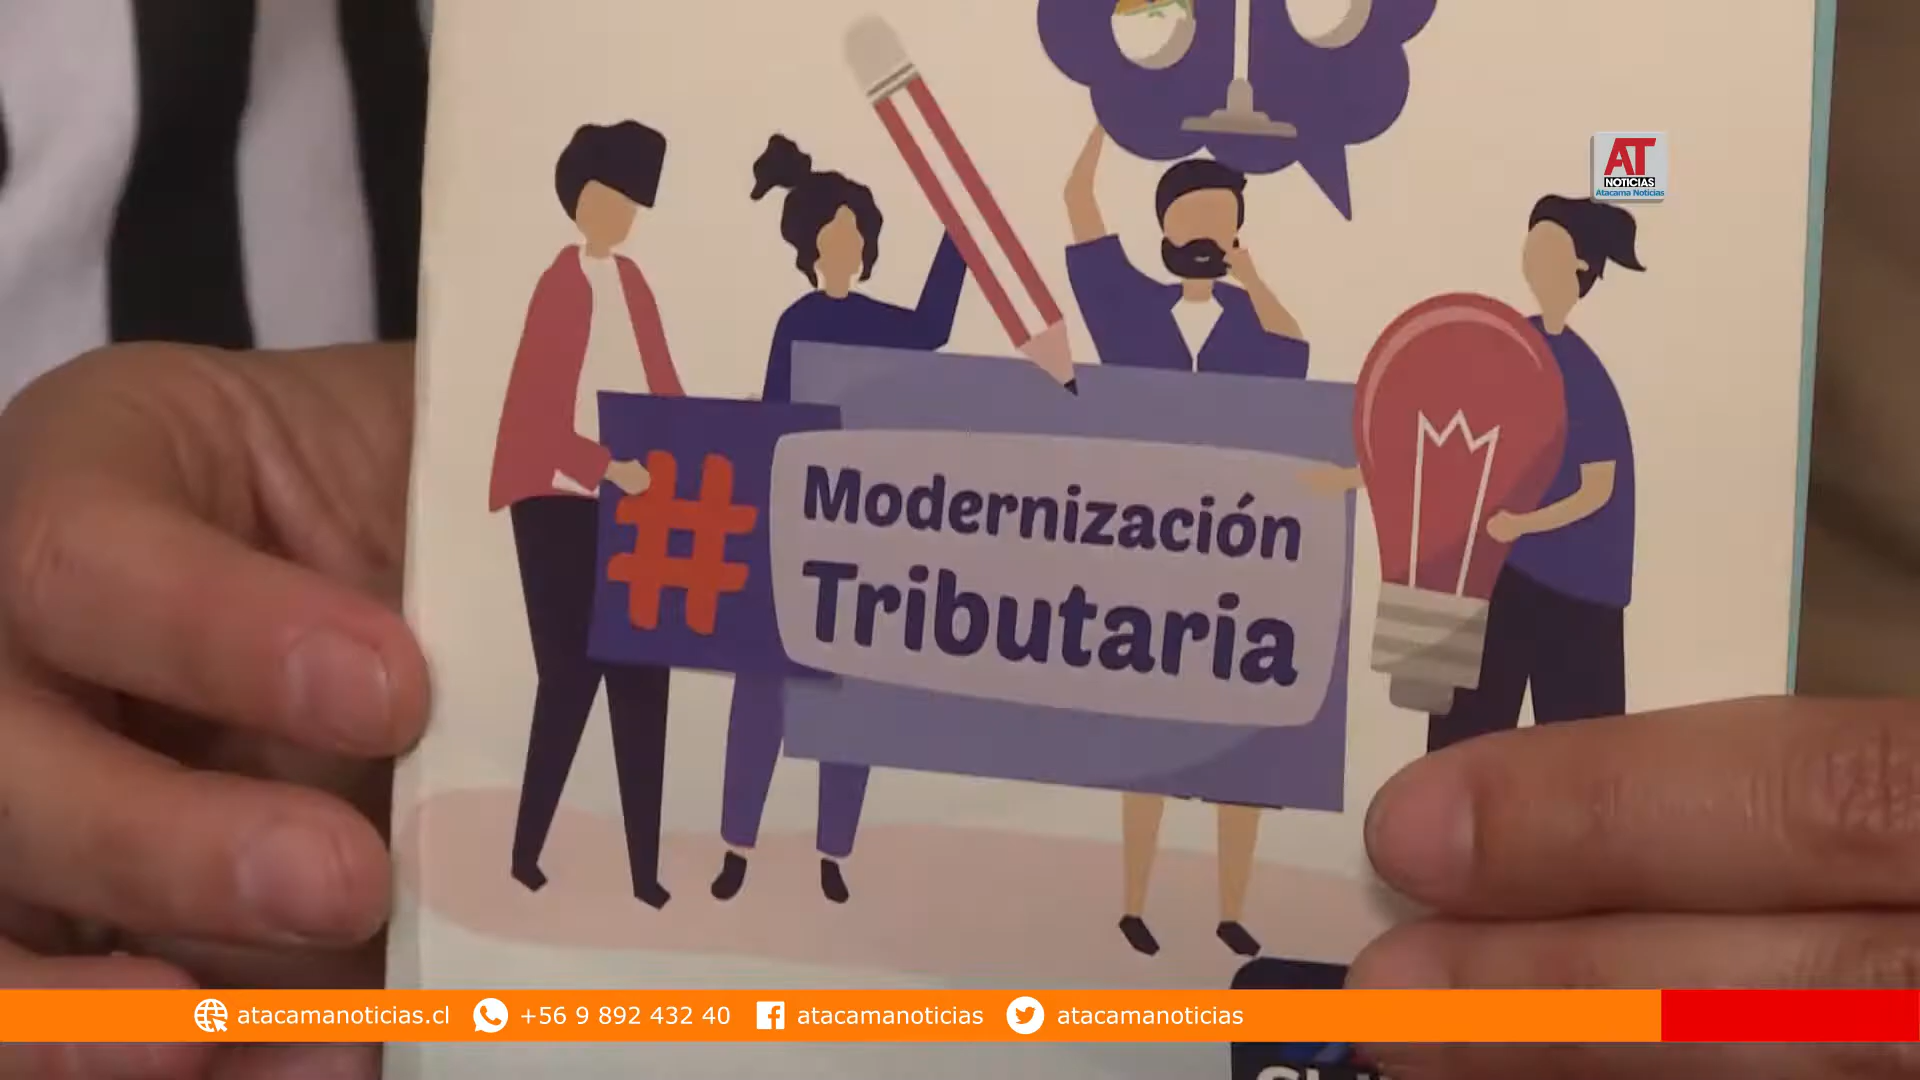 AT
NOTICIAS
Atacama Noticias
#
Modernización
Tributaria
atacamanoticias.cl
+56 9 892 432 40
atacamanoticias
atacamanoticias